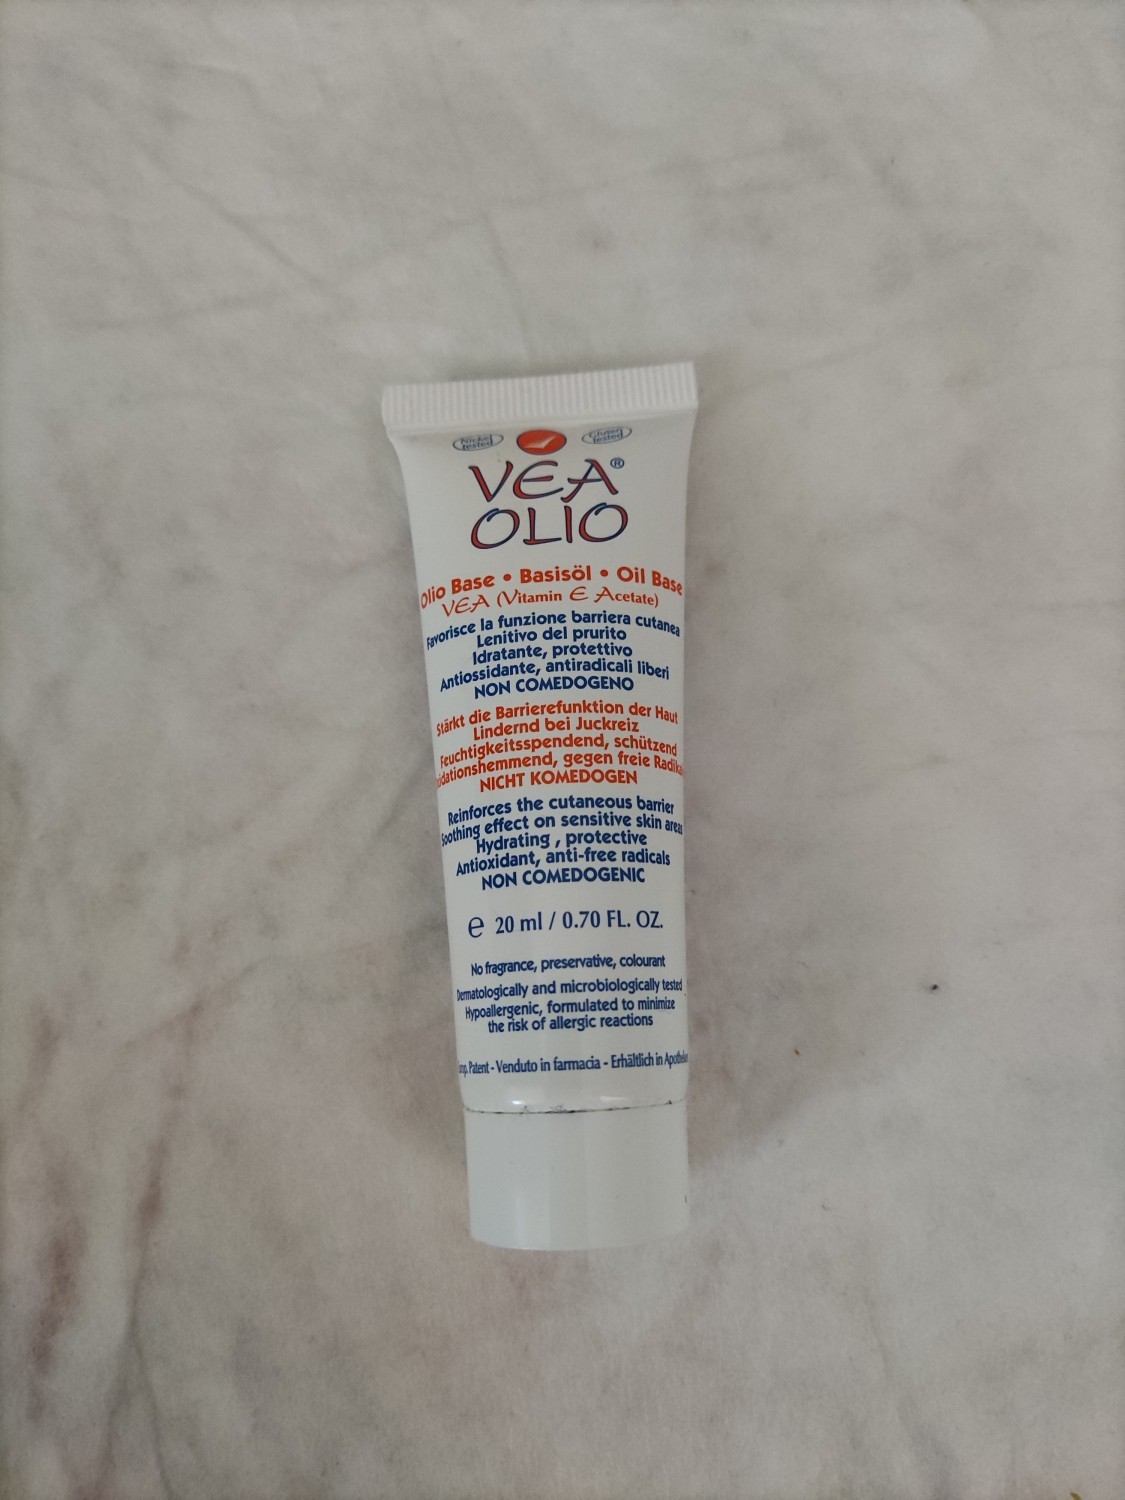 Nickel tested
Gluten tested
VEA®
OLIO
Olio Base • Basisöl • Oil Base
VEA (Vitamin E Acetate)
Favorisce la funzione barriera cutanea
Lenitivo del prurito
Idratante, protettivo
Antiossidante, antiradicali liberi
NON COMEDOGENO
Stärkt die Barrierefunktion der Haut
Lindernd bei Juckreiz
Feuchtigkeitsspendend, schützend
gegen freie
NICHT KOMEDOGEN
Reinforces the cutaneous barrier
Soothing effect on sensitive skin areas
Hydrating , protective
Antioxidant, anti-free radicals
NON COMEDOGENIC
e 20 ml / 0.70 FL. OZ.
No fragrance, preservative, colourant
Dermatologically and microbiologically tested
Hypoallergenic, formulated to minimize
the risk of allergic reactions
Patent - Venduto in farmacia - Erhältlich in